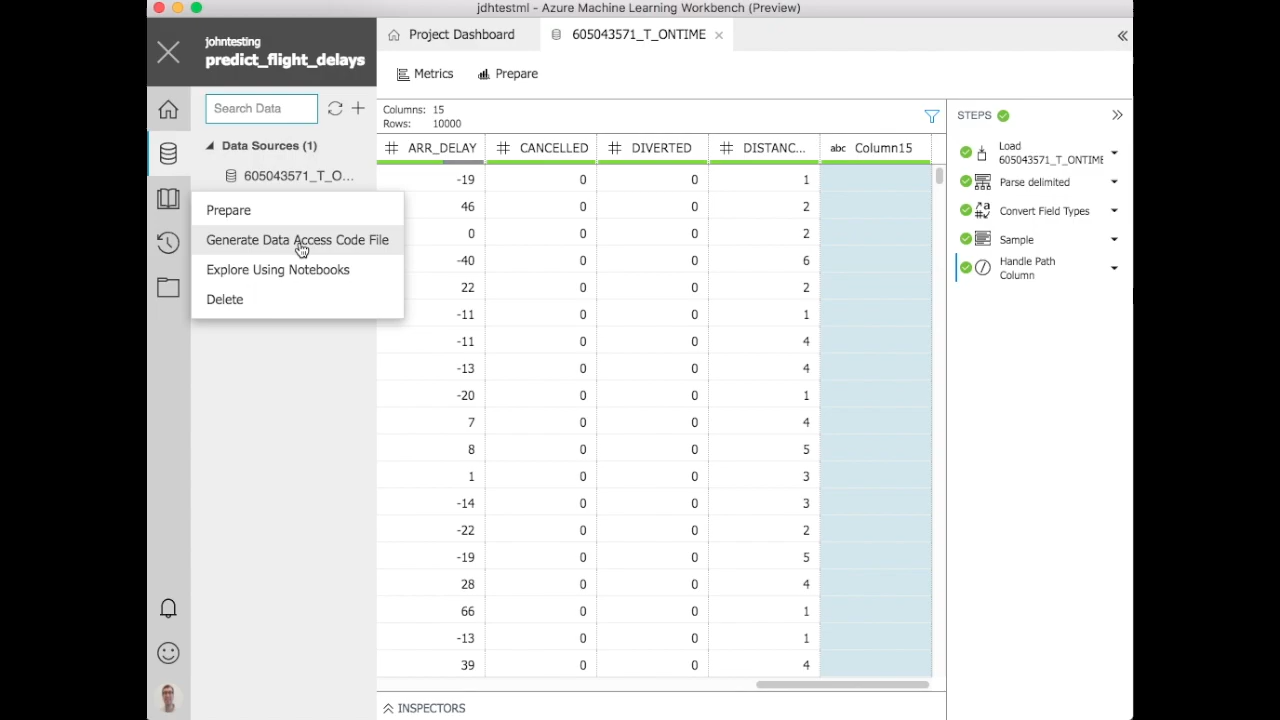 jdhtestml - Azure Machine Learning Workbench (Preview)
johntesting
predict_flight_delays
Project Dashboard
605043571_T_ONTIME
Metrics
Prepare
Search Data
Data Sources (1)
605043571_T_O...
Prepare
Generate Data Access Code File
Explore Using Notebooks
Delete
Columns: 15
Rows: 10000
# ARR_DELAY # CANCELLED # DIVERTED # DISTANC... abc Column15
-19 0 0 1
46 0 0 2
0 0 0 2
-40 0 0 6
22 0 0 2
-11 0 0 1
-11 0 0 4
-13 0 0 4
-20 0 0 1
7 0 0 4
8 0 0 5
1 0 0 3
-14 0 0 3
-22 0 0 2
-19 0 0 5
28 0 0 4
66 0 0 1
-13 0 0 1
39 0 0 4
INSPECTORS
STEPS
Load
605043571_T_ONTIME
Parse delimited
Convert Field Types
Sample
Handle Path
Column